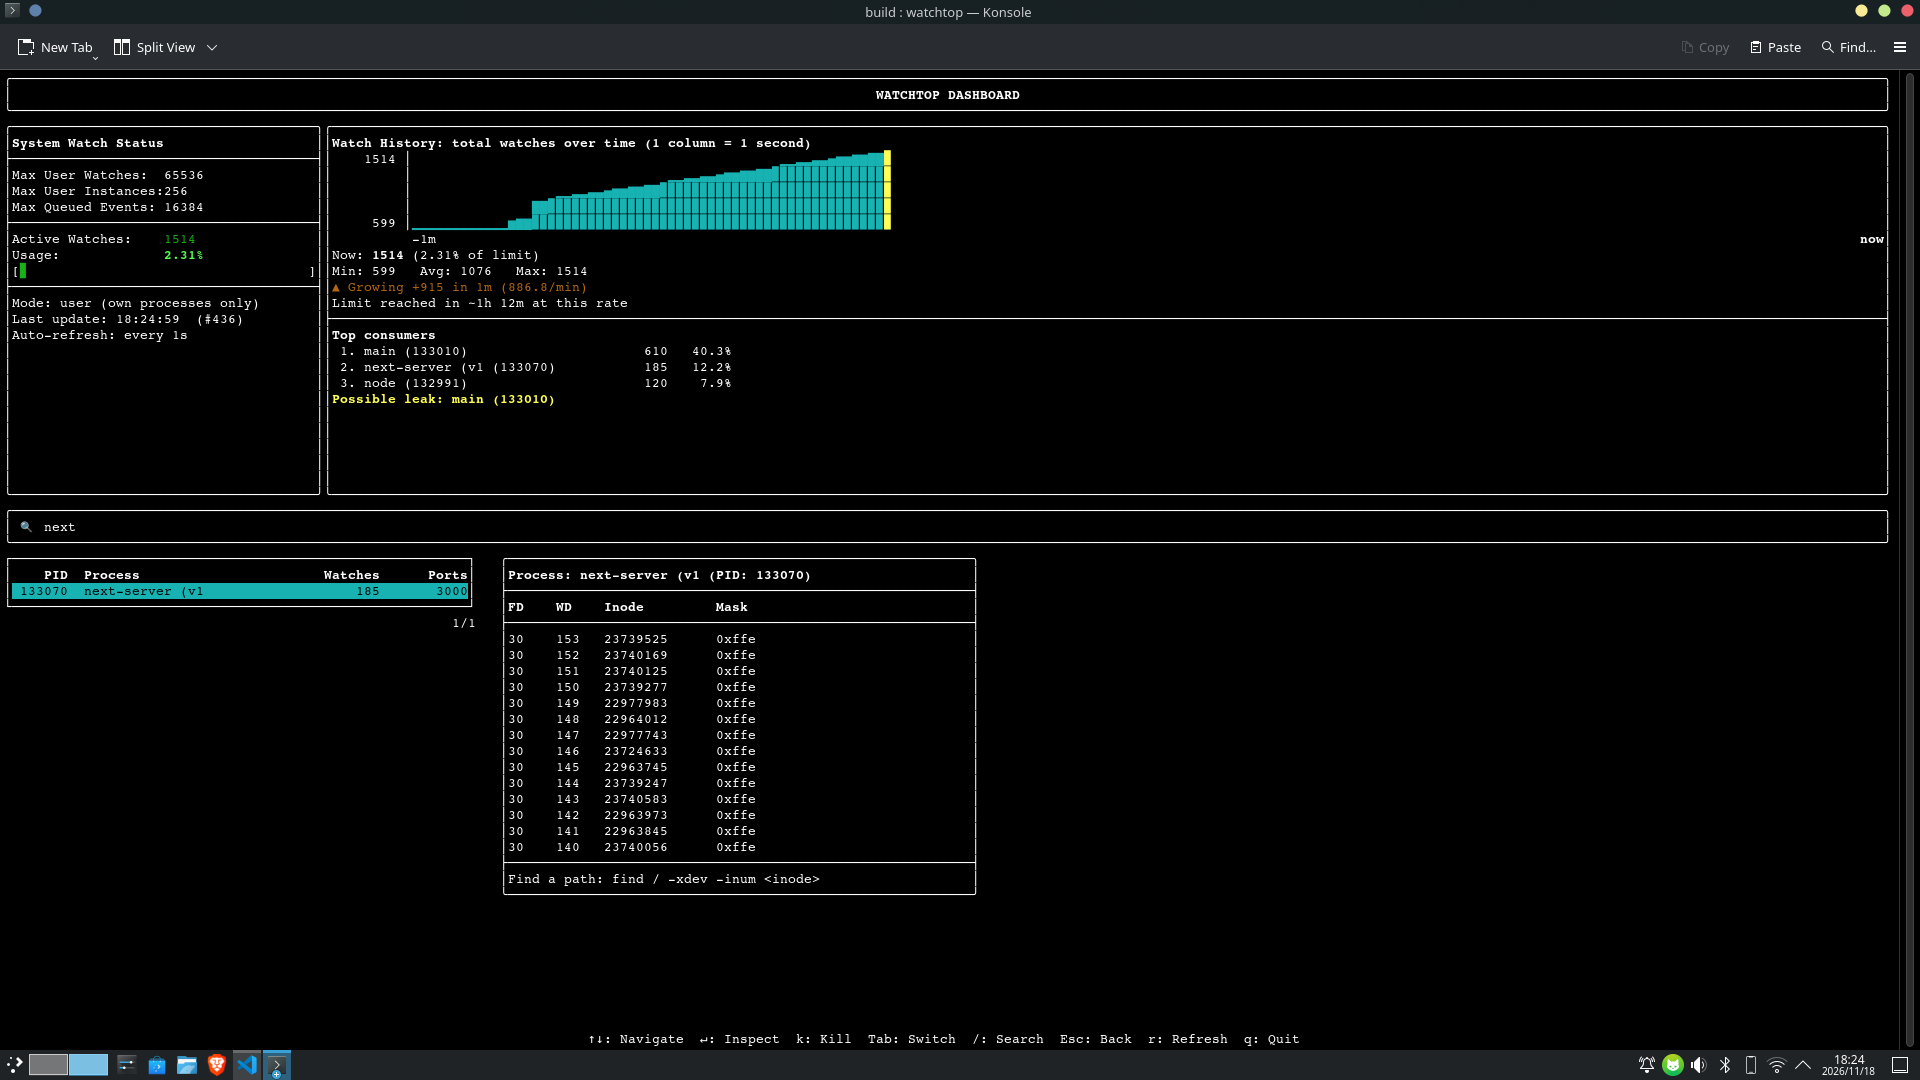 build : watchtop — Konsole
New Tab Split View Copy Paste Find...
WATCHTOP DASHBOARD
System Watch Status
Max User Watches: 65536
Max User Instances:256
Max Queued Events: 16384
Active Watches: 1514
Usage: 2.31%
[ ]
Mode: user (own processes only)
Last update: 18:24:59 (#436)
Auto-refresh: every 1s
Watch History: total watches over time (1 column = 1 second)
1514
599
-1m now
Now: 1514 (2.31% of limit)
Min: 599 Avg: 1076 Max: 1514
▲ Growing +915 in 1m (886.8/min)
Limit reached in ~1h 12m at this rate
Top consumers
1. main (133010) 610 40.3%
2. next-server (v1 (133070) 185 12.2%
3. node (132991) 120 7.9%
Possible leak: main (133010)
🔍 next
PID Process Watches Ports
133070 next-server (v1 185 3000
1/1
Process: next-server (v1 (PID: 133070)
FD WD Inode Mask
30 153 23739525 0xffe
30 152 23740169 0xffe
30 151 23740125 0xffe
30 150 23739277 0xffe
30 149 22977983 0xffe
30 148 22964012 0xffe
30 147 22977743 0xffe
30 146 23724633 0xffe
30 145 22963745 0xffe
30 144 23739247 0xffe
30 143 23740583 0xffe
30 142 22963973 0xffe
30 141 22963845 0xffe
30 140 23740056 0xffe
Find a path: find / -xdev -inum <inode>
↑↓: Navigate ↵: Inspect k: Kill Tab: Switch /: Search Esc: Back r: Refresh q: Quit
18:24
2026/11/18